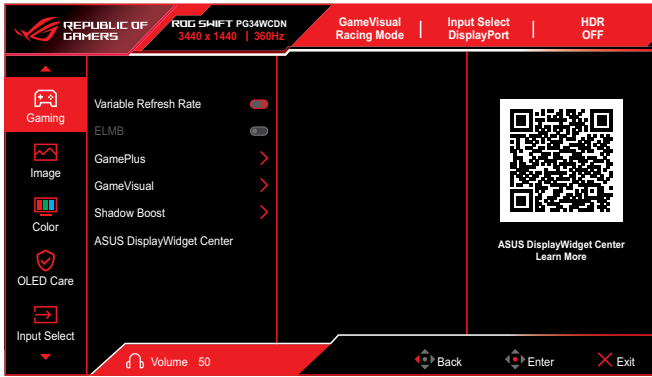 REPUBLIC OF
GAMERS
ROG SWIFT PG34WCDN
3440 x 1440 | 360Hz
GameVisual
Racing Mode
Input Select
DisplayPort
HDR
OFF
Gaming
Image
Color
OLED Care
Input Select
Variable Refresh Rate
ELMB
GamePlus
GameVisual
Shadow Boost
ASUS DisplayWidget Center
ASUS DisplayWidget Center
Learn More
Volume 50
Back
Enter
Exit